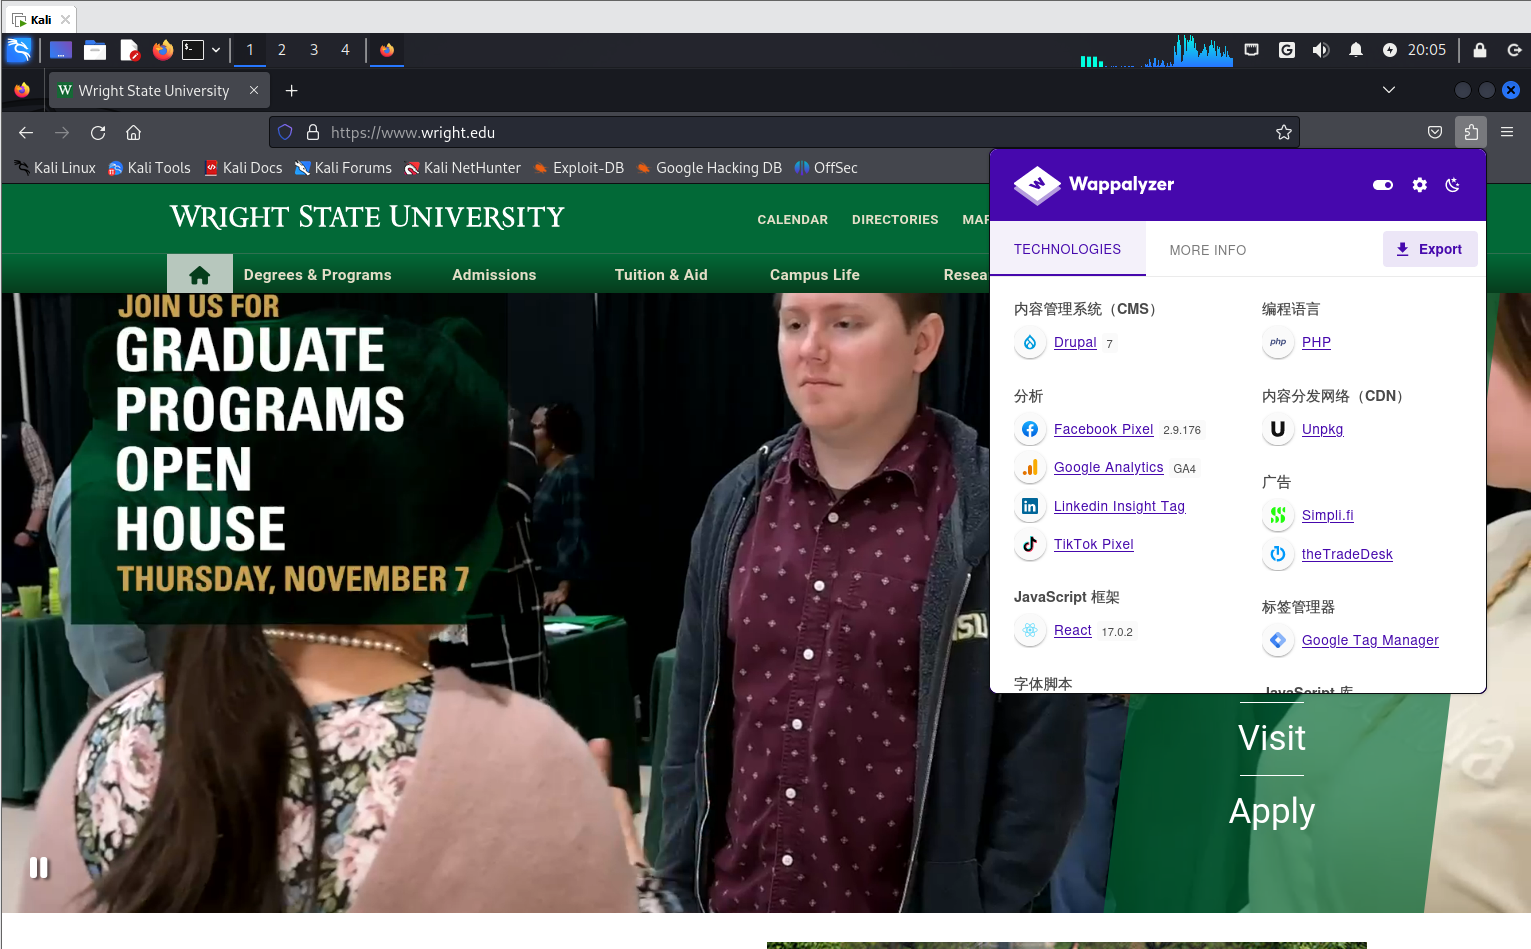 Kali
1 2 3 4
20:05
Wright State University
https://www.wright.edu
Kali Linux Kali Tools Kali Docs Kali Forums Kali NetHunter Exploit-DB Google Hacking DB OffSec
WRIGHT STATE UNIVERSITY
CALENDAR DIRECTORIES MAP
Degrees & Programs Admissions Tuition & Aid Campus Life Resea
JOIN US FOR
GRADUATE
PROGRAMS
OPEN
HOUSE
THURSDAY, NOVEMBER 7
Wappalyzer
TECHNOLOGIES MORE INFO Export
内容管理系统（CMS）
Drupal 7
分析
Facebook Pixel 2.9.176
Google Analytics GA4
Linkedin Insight Tag
TikTok Pixel
JavaScript 框架
React 17.0.2
字体脚本
编程语言
php PHP
内容分发网络（CDN）
Unpkg
广告
Simpli.fi
theTradeDesk
标签管理器
Google Tag Manager
JavaScript 库
Visit
Apply